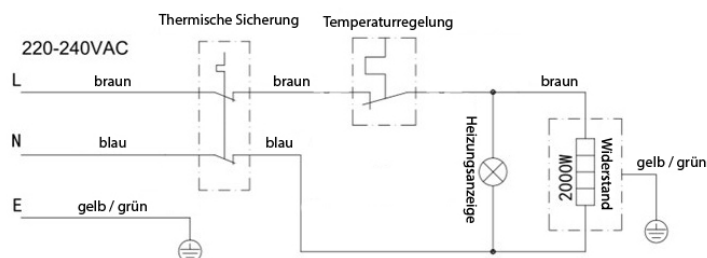 Thermische Sicherung
Temperaturregelung
220-240VAC
L
braun
braun
braun
N
blau
blau
Heizungsanzeige
2000W
Widerstand
gelb / grün
E
gelb / grün